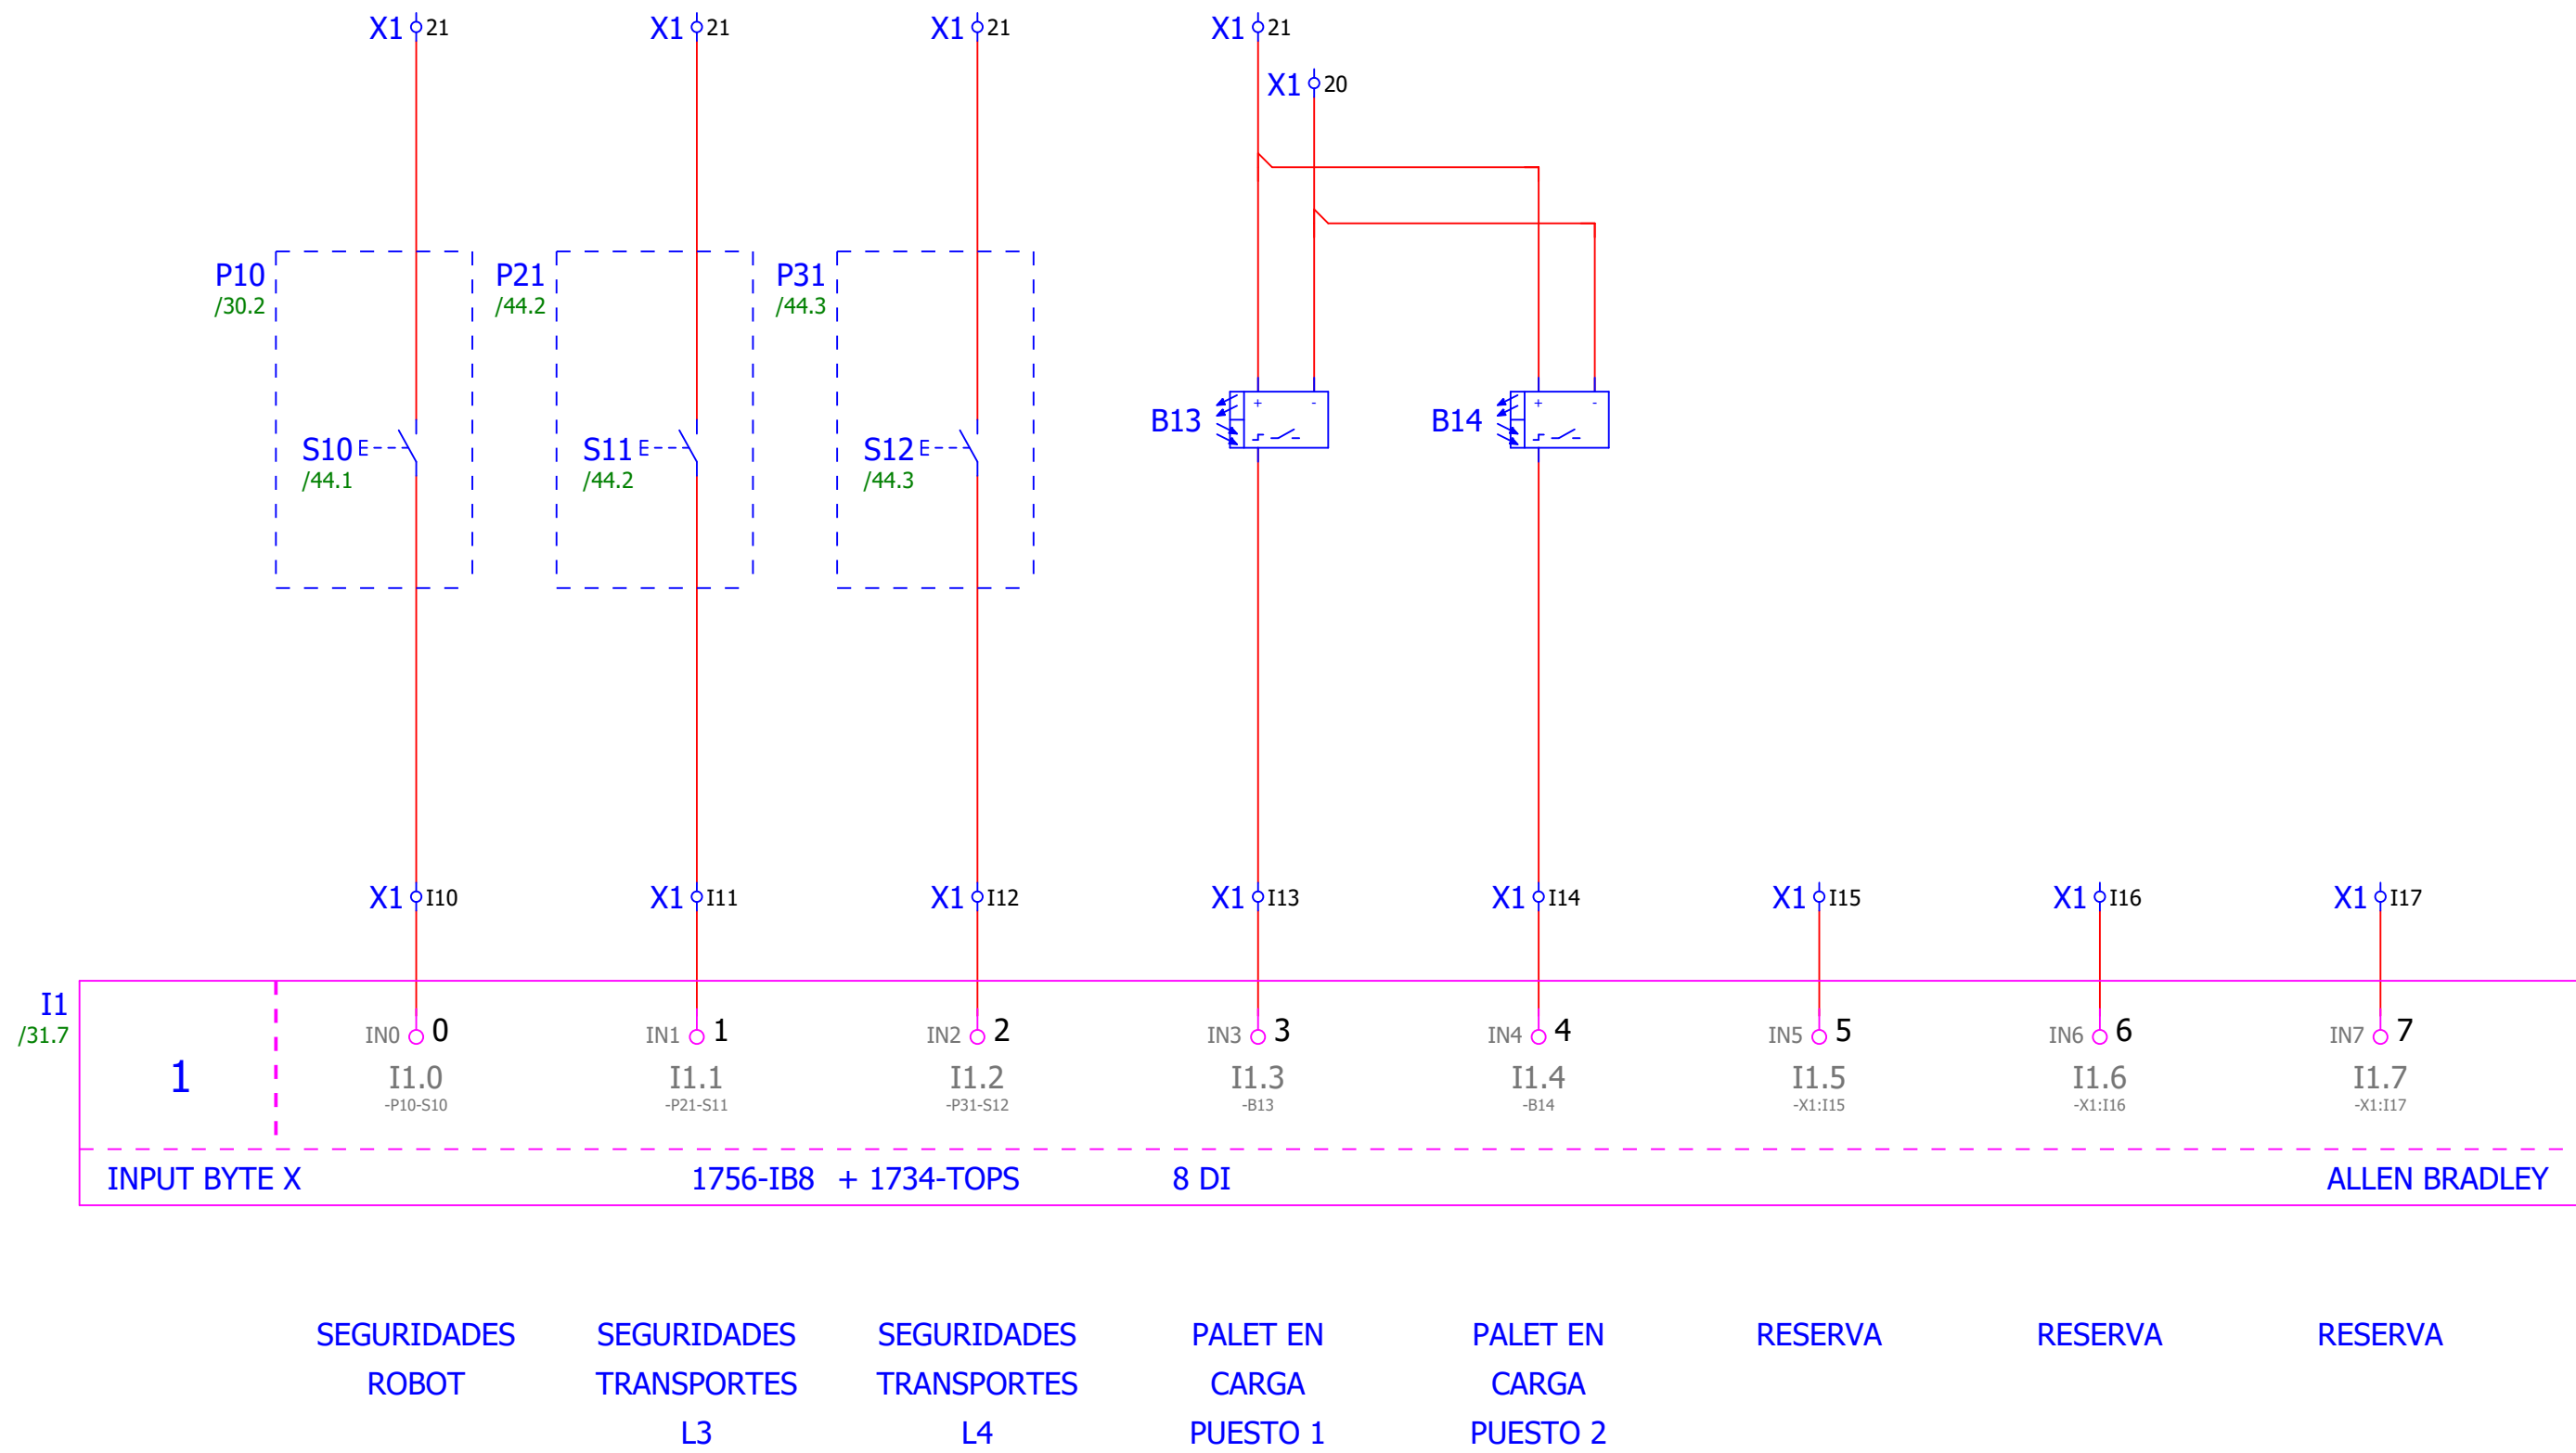 X1 21 X1 21 X1 21 X1 21
X1 20
P10 P21 P31
/30.2 /44.2 /44.3
+ - + -
B13 B14
S10 S11 S12
/44.1 /44.2 /44.3
X1 I10 X1 I11 X1 I12 X1 I13 X1 I14 X1 I15 X1 I16 X1 I17
I1
/31.7
IN0 0 IN1 1 IN2 2 IN3 3 IN4 4 IN5 5 IN6 6 IN7 7
1 I1.0 I1.1 I1.2 I1.3 I1.4 I1.5 I1.6 I1.7
-P10-S10 -P21-S11 -P31-S12 -B13 -B14 -X1:I15 -X1:I16 -X1:I17
INPUT BYTE X 1756-IB8 + 1734-TOPS 8 DI ALLEN BRADLEY
SEGURIDADES SEGURIDADES SEGURIDADES PALET EN PALET EN RESERVA RESERVA RESERVA
ROBOT TRANSPORTES TRANSPORTES CARGA CARGA
L3 L4 PUESTO 1 PUESTO 2